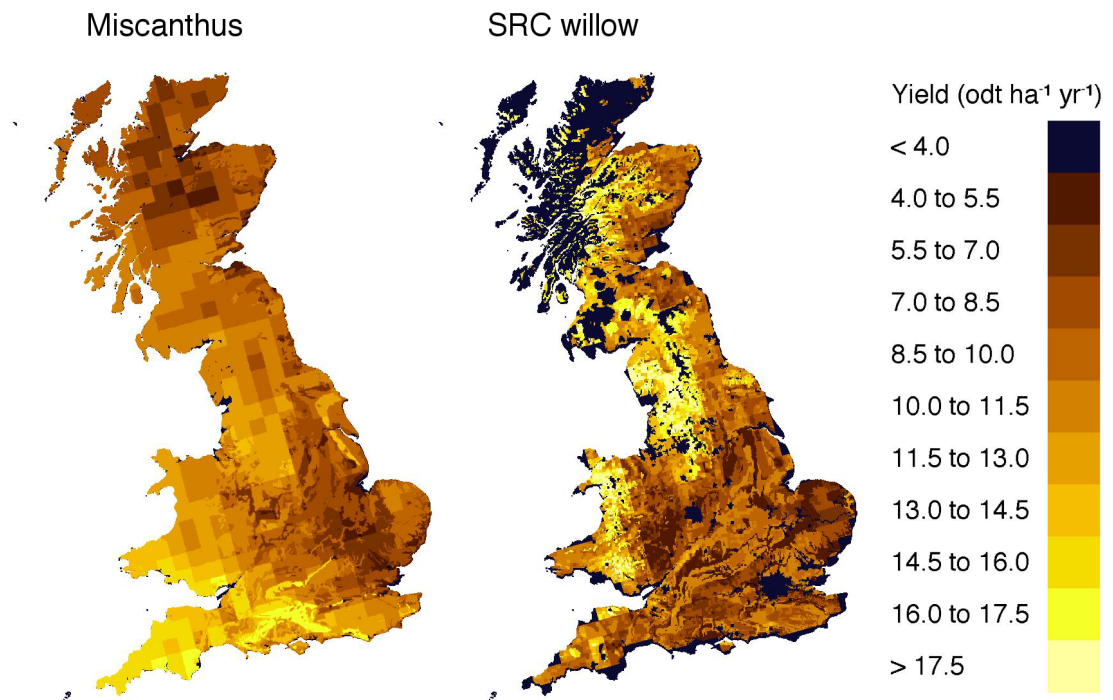 Miscanthus
SRC willow
Yield (odt ha⁻¹ yr⁻¹)
< 4.0
4.0 to 5.5
5.5 to 7.0
7.0 to 8.5
8.5 to 10.0
10.0 to 11.5
11.5 to 13.0
13.0 to 14.5
14.5 to 16.0
16.0 to 17.5
> 17.5